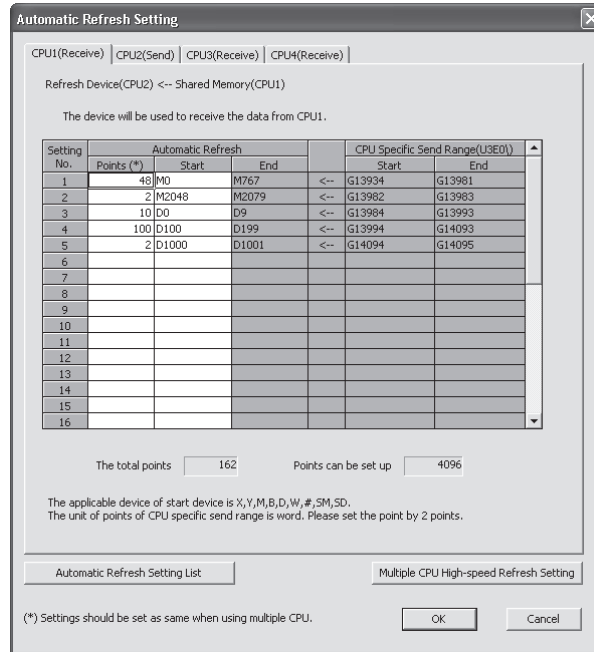 Automatic Refresh Setting
CPU1(Receive) CPU2(Send) CPU3(Receive) CPU4(Receive)
Refresh Device(CPU2) <-- Shared Memory(CPU1)
The device will be used to receive the data from CPU1.
Setting No. Automatic Refresh CPU Specific Send Range(U3E0\)
Points (*) Start End Start End
1 48 M0 M767 <-- G13934 G13981
2 2 M2048 M2079 <-- G13982 G13983
3 10 D0 D9 <-- G13984 G13993
4 100 D100 D199 <-- G13994 G14093
5 2 D1000 D1001 <-- G14094 G14095
6
7
8
9
10
11
12
13
14
15
16
The total points 162 Points can be set up 4096
The applicable device of start device is X,Y,M,B,D,W,#,SM,SD.
The unit of points of CPU specific send range is word. Please set the point by 2 points.
Automatic Refresh Setting List Multiple CPU High-speed Refresh Setting
(*) Settings should be set as same when using multiple CPU. OK Cancel